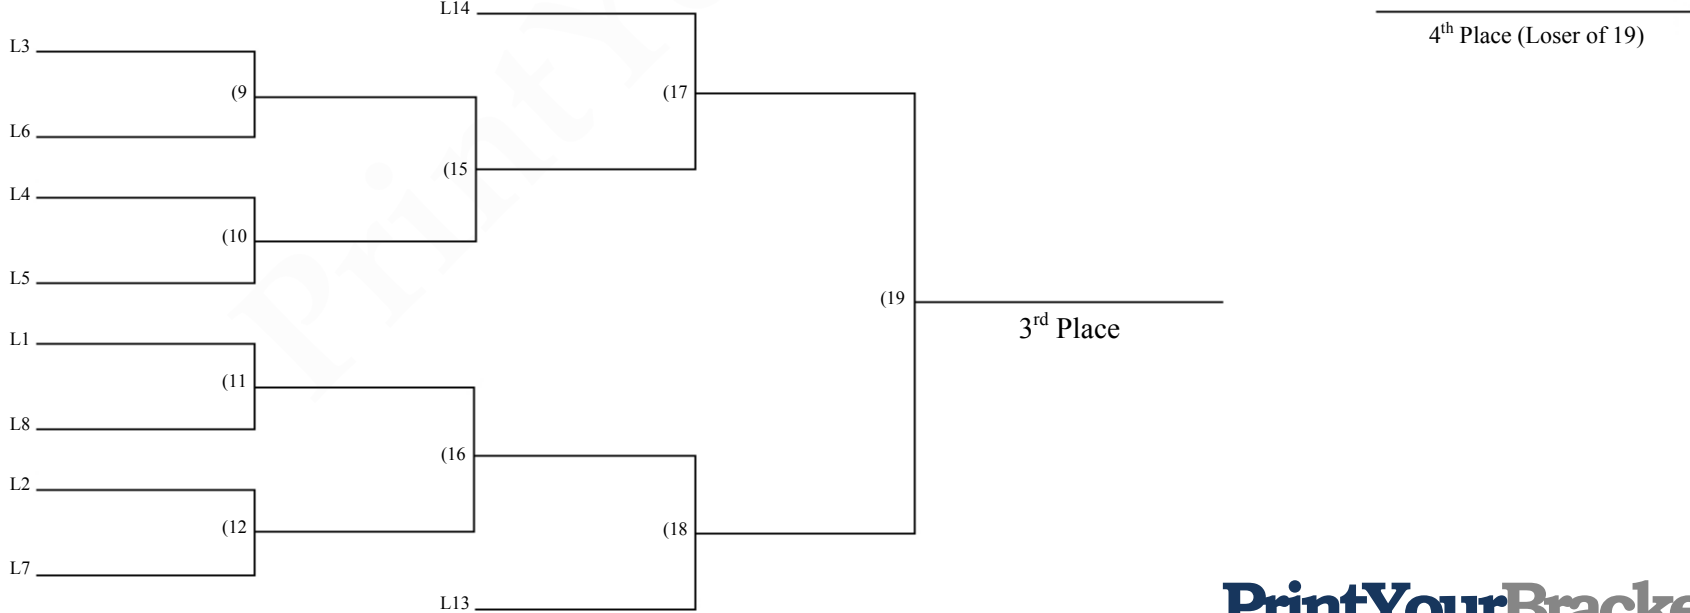 L14
4th Place (Loser of 19)
L3
(9
(17
L6
(15
L4
(10
L5
(19
3rd Place
L1
(11
L8
(16
L2
(12
(18
L7
L13
PrintYourBracke
PrintY